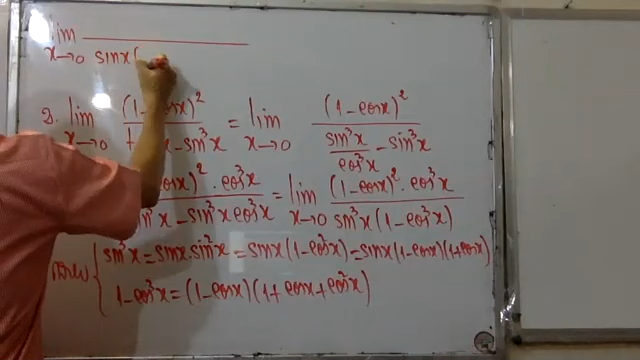 lim ————
x→0 sinx(
2. lim (1-cosx)² / t x - sin³x = lim (1-cosx)² / (sin³x/cos³x - sin³x)
x→0 x→0
cosx)² · cos³x / in³x - sin³x cos³x = lim x→0 (1-cosx)² · cos³x / sin³x (1-cos³x)
sin³x = sinx · sin²x = sinx (1-cos²x) = sinx (1-cosx)(1+cosx)
1-cos³x = (1-cosx)(1+cosx+cos²x)